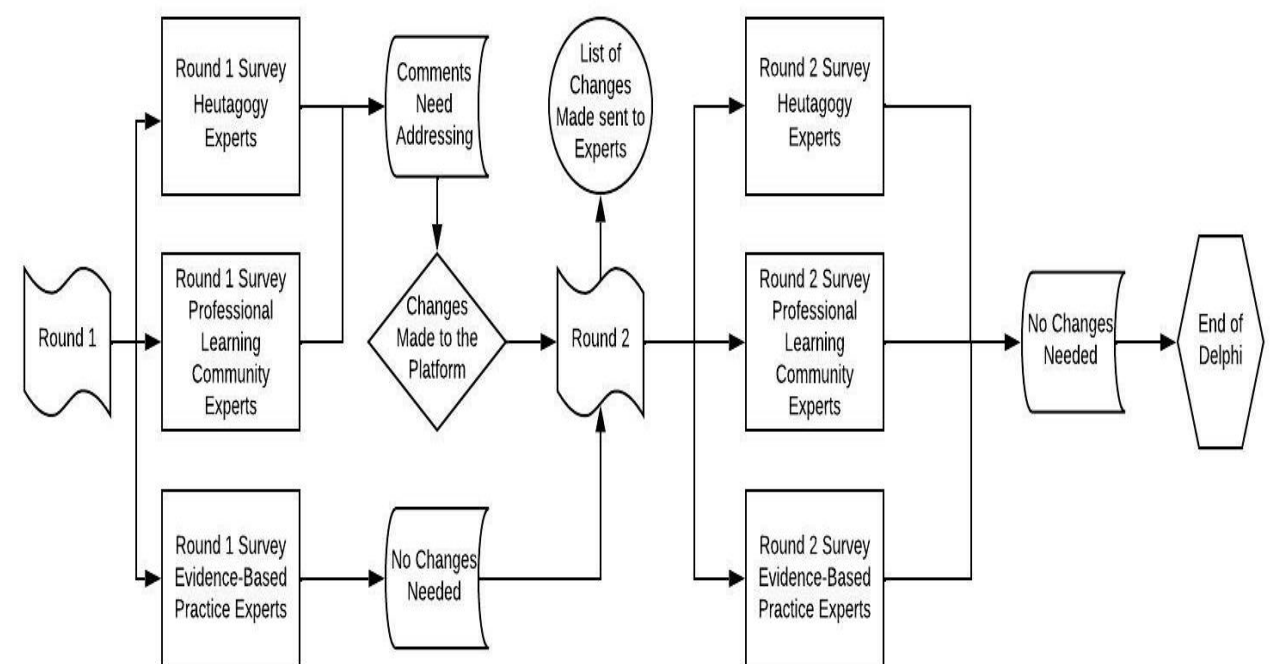 Round 1
Round 1 Survey
Heutagogy
Experts
Round 1 Survey
Professional
Learning
Community
Experts
Round 1 Survey
Evidence-Based
Practice Experts
Comments
Need
Addressing
Changes
Made to the
Platform
No Changes
Needed
List of
Changes
Made sent to
Experts
Round 2
Round 2 Survey
Heutagogy
Experts
Round 2 Survey
Professional
Learning
Community
Experts
Round 2 Survey
Evidence-Based
Practice Experts
No Changes
Needed
End of
Delphi